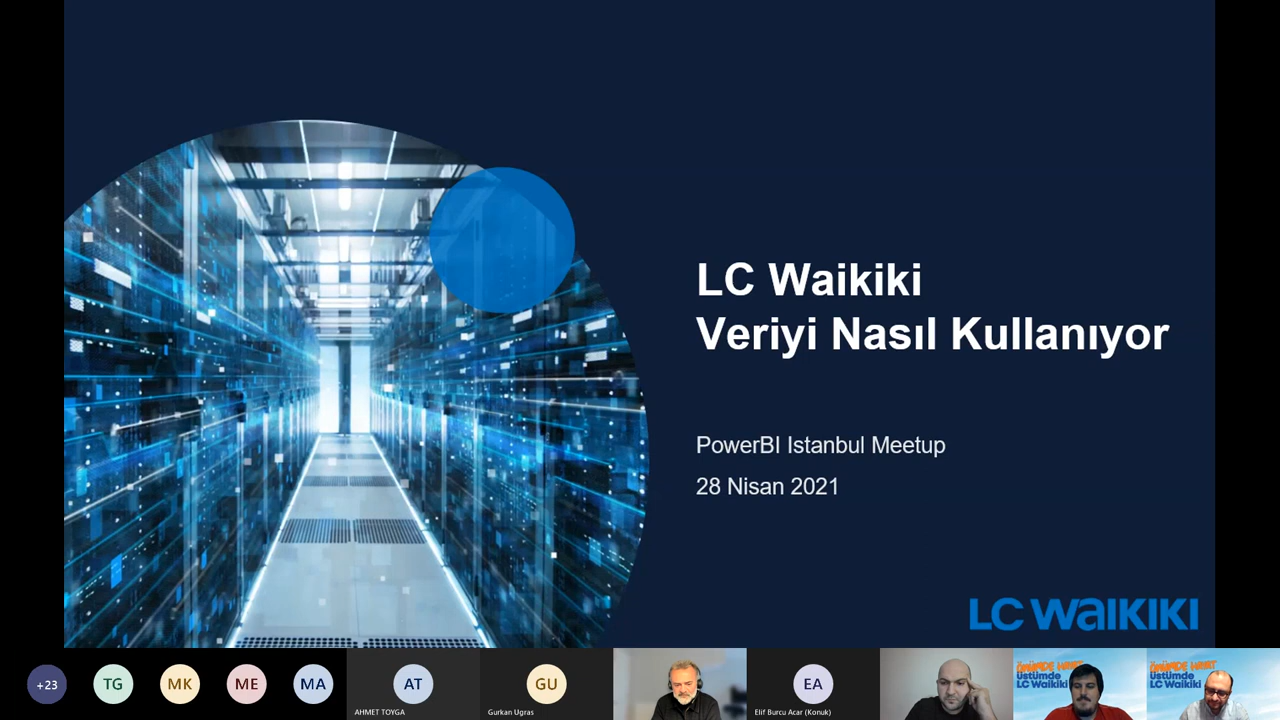 LC Waikiki
Veriyi Nasıl Kullanıyor
PowerBI Istanbul Meetup
28 Nisan 2021
LC WAIKIKI
+23
TG
MK
ME
MA
AT
AHMET TOYGA
GU
Gurkan Ugras
EA
Elif Burcu Acar (Konuk)
üstümde
LC Waikiki
üstümde
LC Waikiki